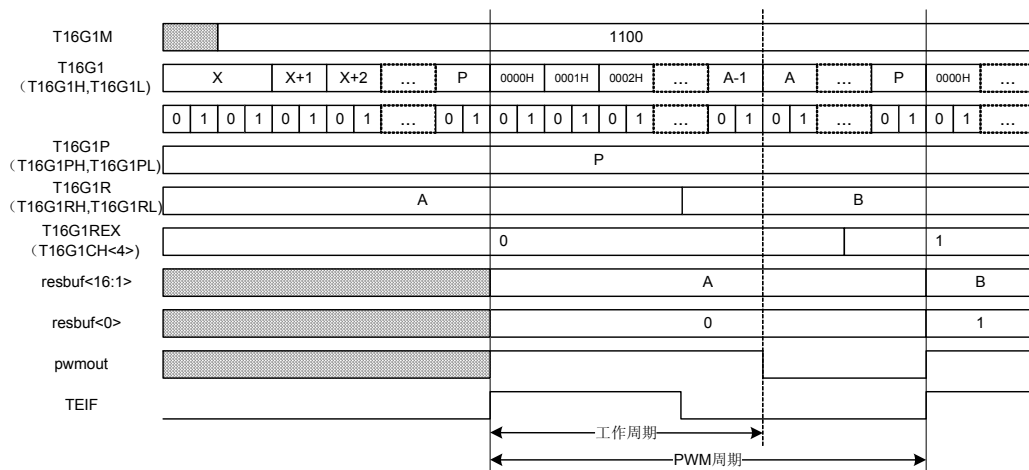 T16G1M 1100
T16G1
（T16G1H,T16G1L） X X+1 X+2 ... P 0000H 0001H 0002H ... A-1 A ... P 0000H ...
0 1 0 1 0 1 0 1 ... 0 1 0 1 0 1 0 1 ... 0 1 0 1 ... 0 1 0 1 ...
T16G1P
（T16G1PH,T16G1PL） P
T16G1R
（T16G1RH,T16G1RL） A B
T16G1REX
（T16G1CH<4>） 0 1
resbuf<16:1> A B
resbuf<0> 0 1
pwmout
TEIF
工作周期
PWM周期